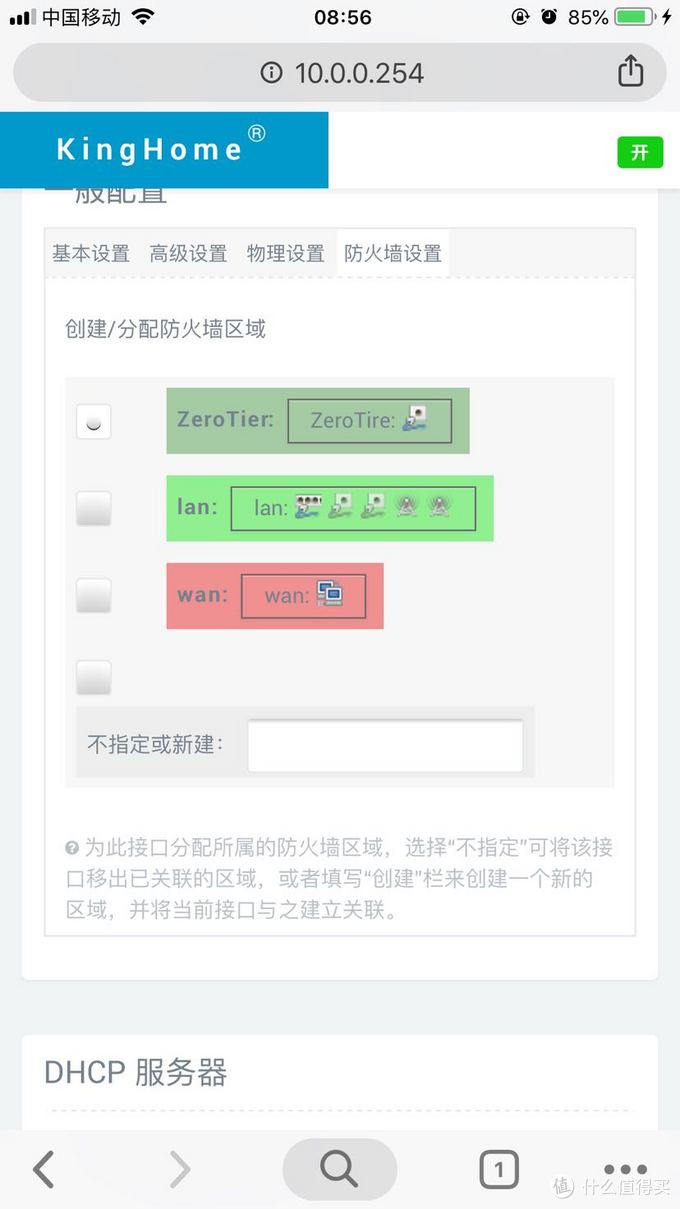 中国移动
08:56
85%
10.0.0.254
KingHome®
开
一般配置
基本设置 高级设置 物理设置 防火墙设置
创建/分配防火墙区域
ZeroTier: ZeroTire:
lan: lan:
wan: wan:
不指定或新建：
为此接口分配所属的防火墙区域，选择“不指定”可将该接
口移出已关联的区域，或者填写“创建”栏来创建一个新的
区域，并将当前接口与之建立关联。
DHCP 服务器
1
值 什么值得买